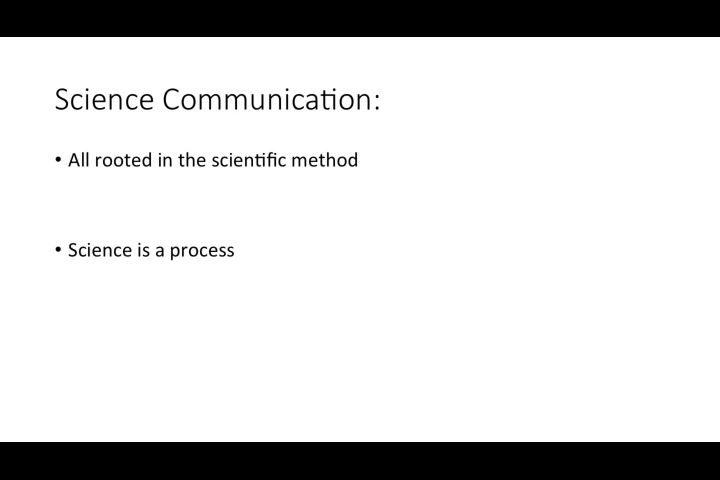 Science Communication:
• All rooted in the scientific method
• Science is a process